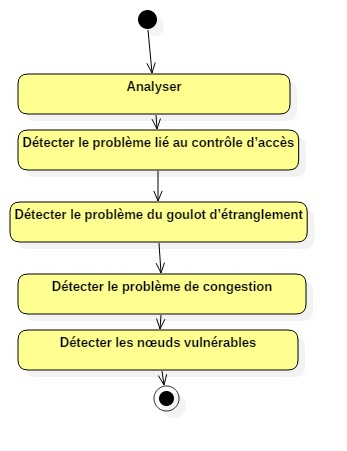 Analyser
Détecter le problème lié au contrôle d'accès
Détecter le problème du goulot d'étranglement
Détecter le problème de congestion
Détecter les nœuds vulnérables